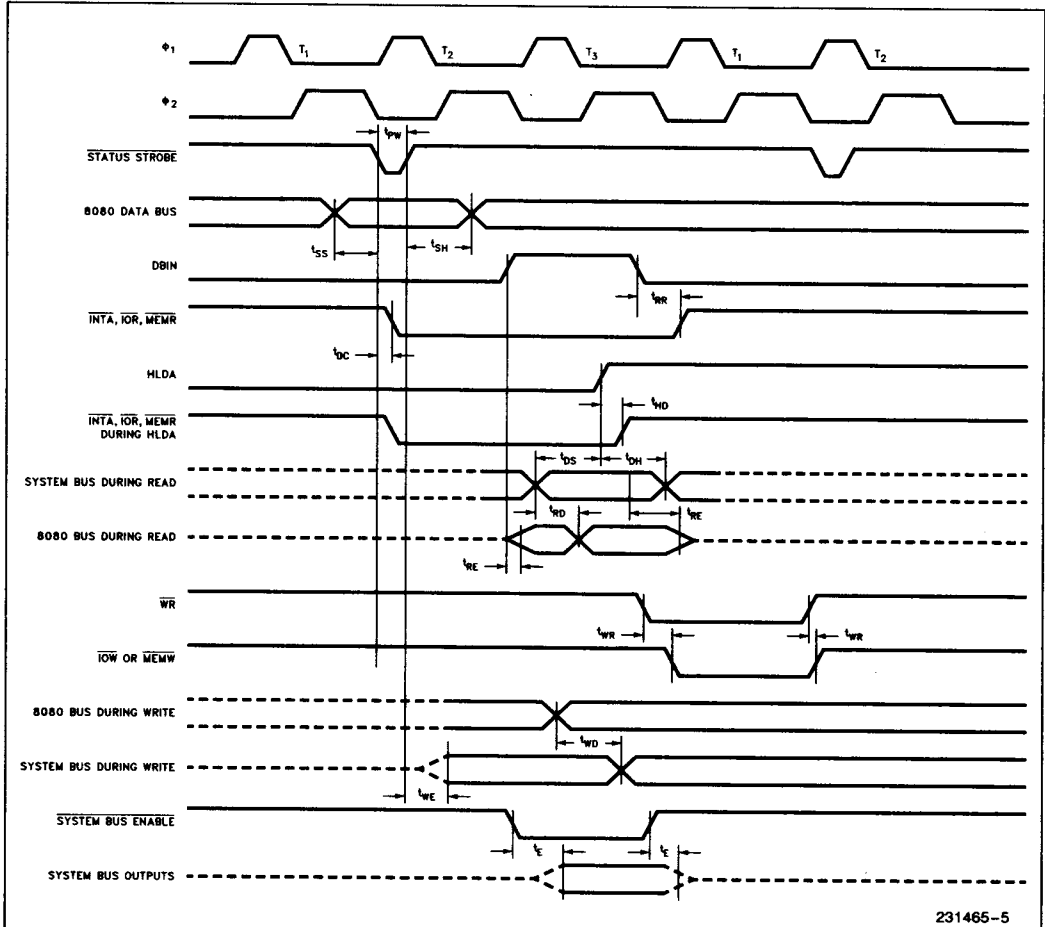 ϕ1 T1 T2 T3 T1 T2
ϕ2
tPW
STATUS STROBE
8080 DATA BUS
tSS tSH
DBIN
tRR
INTA, IOR, MEMR
tDC
HLDA
tHD
INTA, IOR, MEMR
DURING HLDA
tDS tDH
SYSTEM BUS DURING READ
tRD tRE
8080 BUS DURING READ
tRE
WR
tWR tWR
IOW OR MEMW
8080 BUS DURING WRITE
tWD
SYSTEM BUS DURING WRITE
tWE
SYSTEM BUS ENABLE
tE tE
SYSTEM BUS OUTPUTS
231465-5